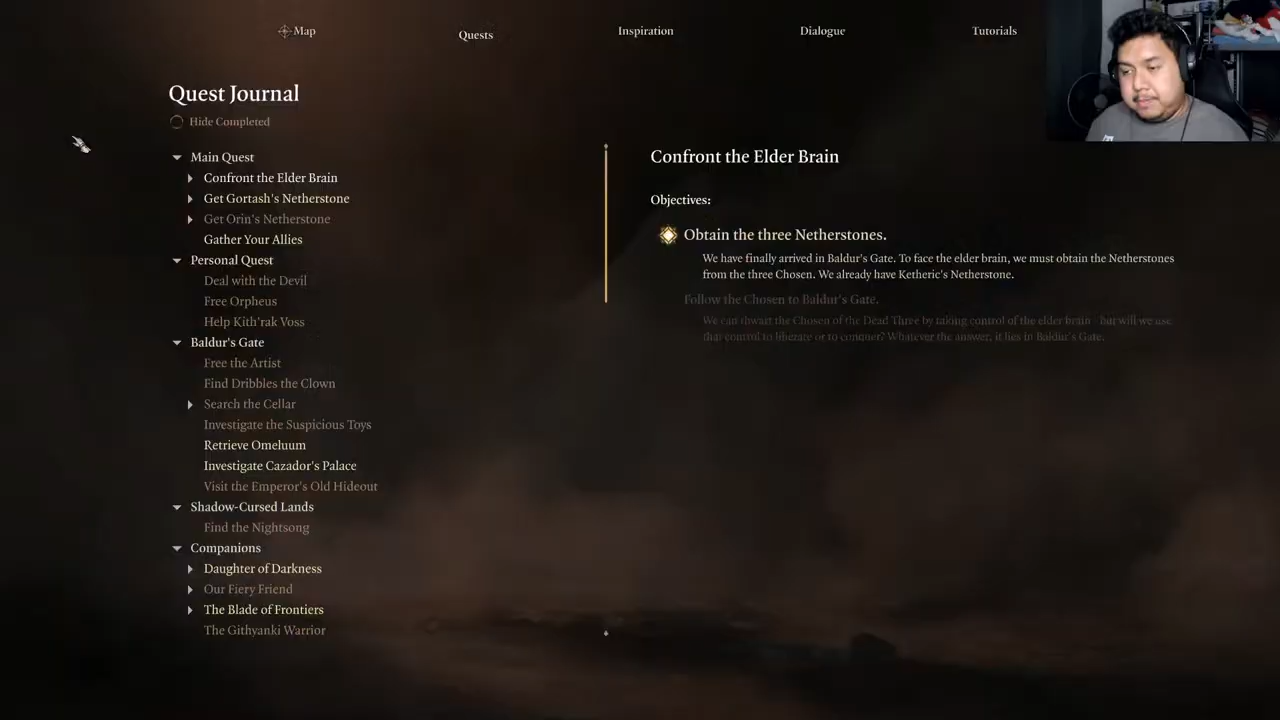 Map
Quests
Inspiration
Dialogue
Tutorials
Quest Journal
Hide Completed
Main Quest
Confront the Elder Brain
Get Gortash's Netherstone
Get Orin's Netherstone
Gather Your Allies
Personal Quest
Deal with the Devil
Free Orpheus
Help Kith'rak Voss
Baldur's Gate
Free the Artist
Find Dribbles the Clown
Search the Cellar
Investigate the Suspicious Toys
Retrieve Omeluum
Investigate Cazador's Palace
Visit the Emperor's Old Hideout
Shadow-Cursed Lands
Find the Nightsong
Companions
Daughter of Darkness
Our Fiery Friend
The Blade of Frontiers
The Githyanki Warrior
Confront the Elder Brain
Objectives:
Obtain the three Netherstones.
We have finally arrived in Baldur's Gate. To face the elder brain, we must obtain the Netherstones
from the three Chosen. We already have Ketheric's Netherstone.
Follow the Chosen to Baldur's Gate.
We can thwart the Chosen of the Dead Three by taking control of the elder brain - but will we use
that control to liberate or to conquer? Whatever the answer, it lies in Baldur's Gate.